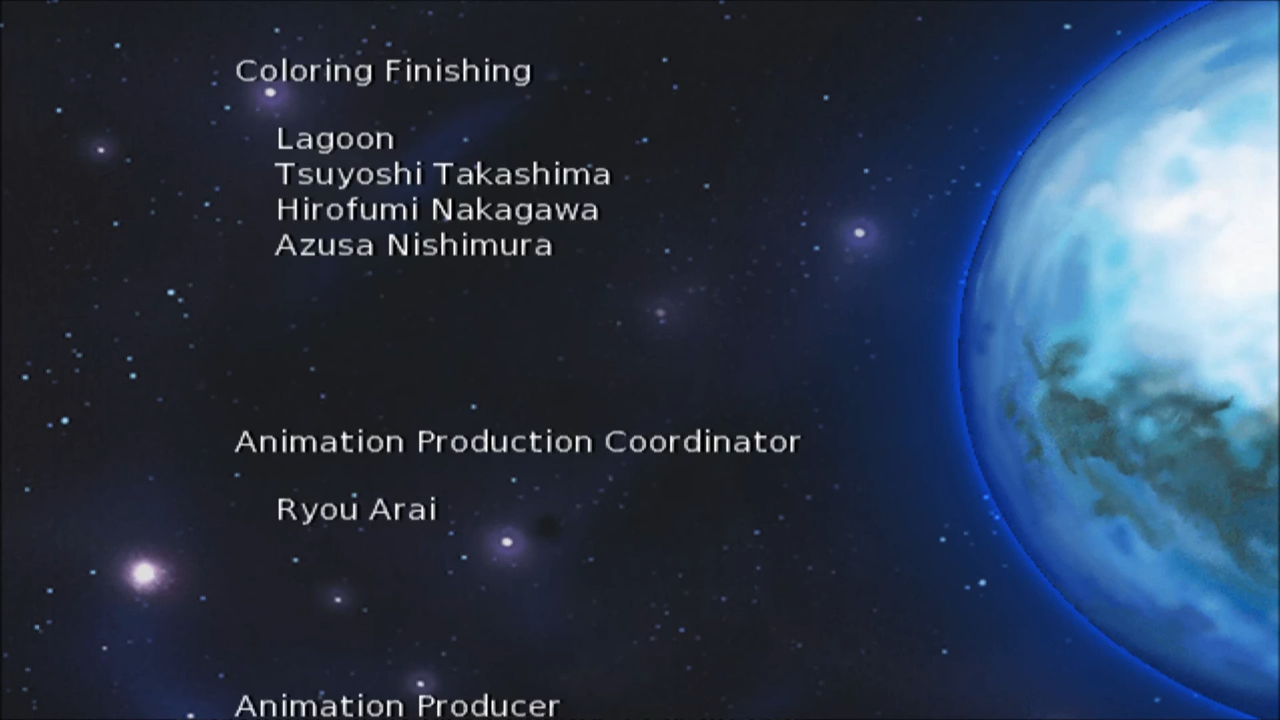 Coloring Finishing
Lagoon
Tsuyoshi Takashima
Hirofumi Nakagawa
Azusa Nishimura
Animation Production Coordinator
Ryou Arai
Animation Producer